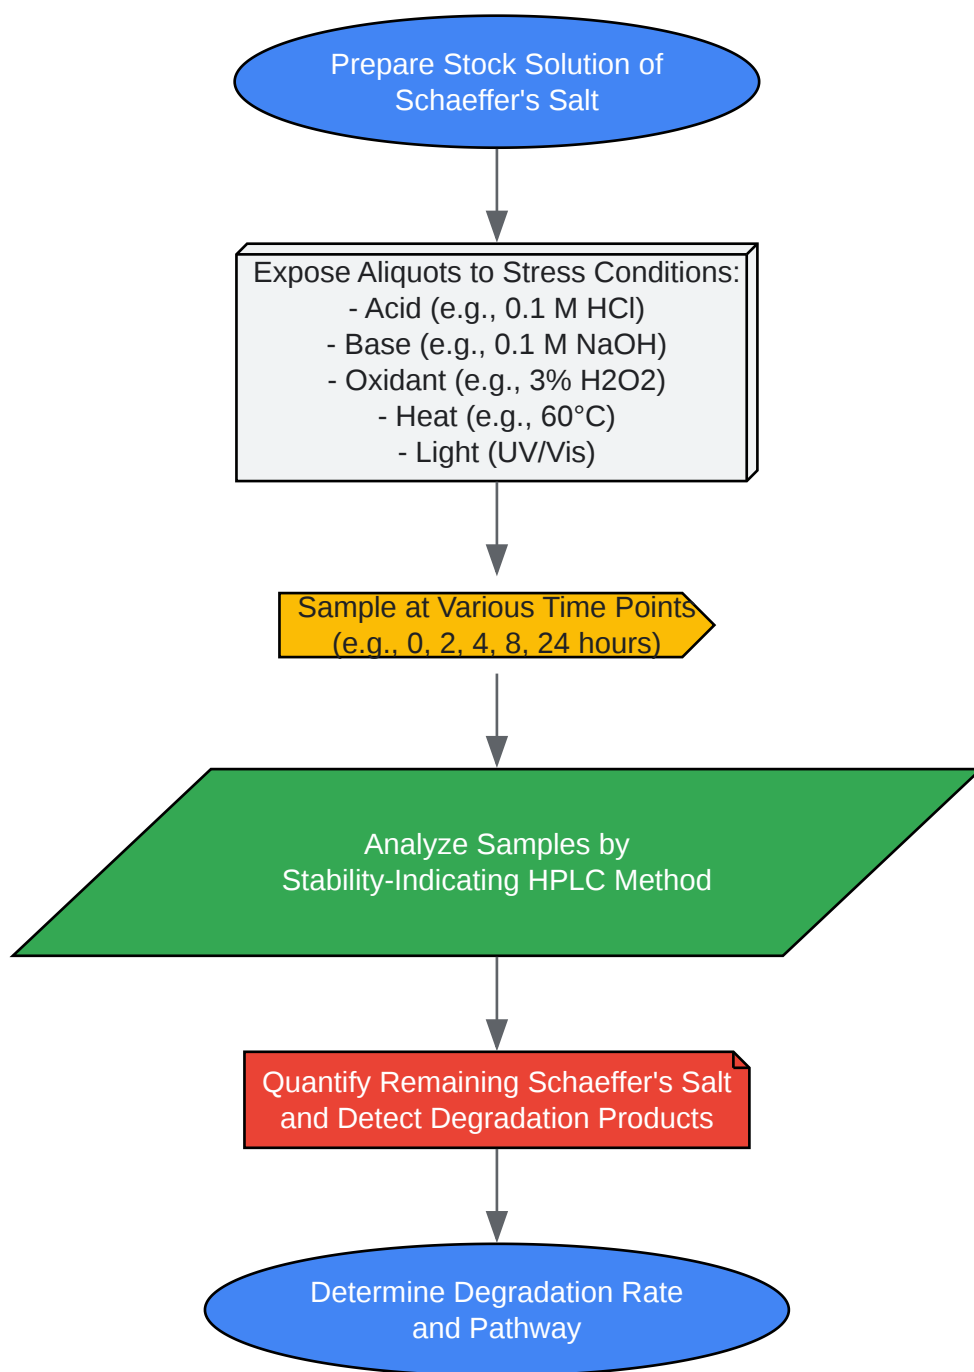 Prepare Stock Solution of
Schaeffer's Salt
Expose Aliquots to Stress Conditions:
- Acid (e.g., 0.1 M HCl)
- Base (e.g., 0.1 M NaOH)
- Oxidant (e.g., 3% H2O2)
- Heat (e.g., 60°C)
- Light (UV/Vis)
Sample at Various Time Points
(e.g., 0, 2, 4, 8, 24 hours)
Analyze Samples by
Stability-Indicating HPLC Method
Quantify Remaining Schaeffer's Salt
and Detect Degradation Products
Determine Degradation Rate
and Pathway